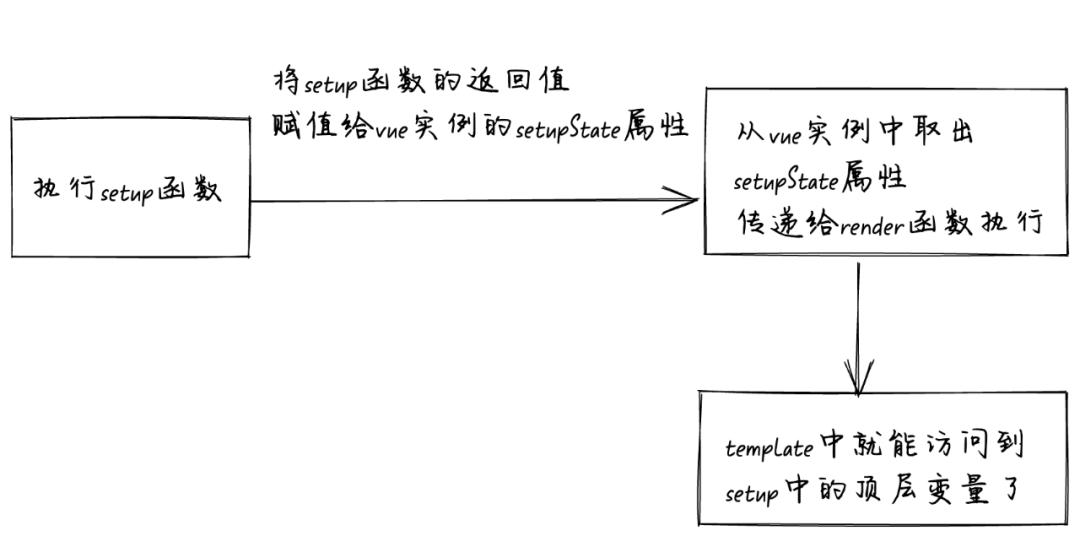 执行setup函数
将setup函数的返回值
赋值给vue实例的setupState属性
从vue实例中取出
setupState属性
传递给render函数执行
template中就能访问到
setup中的顶层变量了